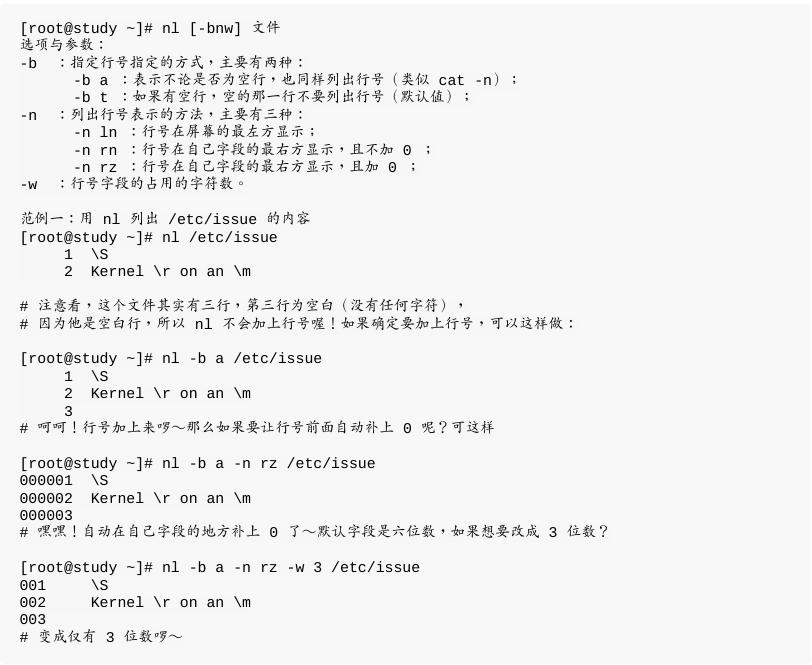 [root@study ~]# nl [-bnw] 文件
选项与参数：
-b  ：指定行号指定的方式，主要有两种：
      -b a ：表示不论是否为空行，也同样列出行号（类似 cat -n）；
      -b t ：如果有空行，空的那一行不要列出行号（默认值）；
-n  ：列出行号表示的方法，主要有三种：
      -n ln ：行号在屏幕的最左方显示；
      -n rn ：行号在自己字段的最右方显示，且不加 0 ；
      -n rz ：行号在自己字段的最右方显示，且加 0 ；
-w  ：行号字段的占用的字符数。
范例一：用 nl 列出 /etc/issue 的内容
[root@study ~]# nl /etc/issue
     1  \S
     2  Kernel \r on an \m
# 注意看，这个文件其实有三行，第三行为空白（没有任何字符），
# 因为他是空白行，所以 nl 不会加上行号喔！如果确定要加上行号，可以这样做：
[root@study ~]# nl -b a /etc/issue
     1  \S
     2  Kernel \r on an \m
     3
# 呵呵！行号加上来啰～那么如果要让行号前面自动补上 0 呢？可这样
[root@study ~]# nl -b a -n rz /etc/issue
000001  \S
000002  Kernel \r on an \m
000003
# 嘿嘿！自动在自己字段的地方补上 0 了～默认字段是六位数，如果想要改成 3 位数？
[root@study ~]# nl -b a -n rz -w 3 /etc/issue
001     \S
002     Kernel \r on an \m
003
# 变成仅有 3 位数啰～